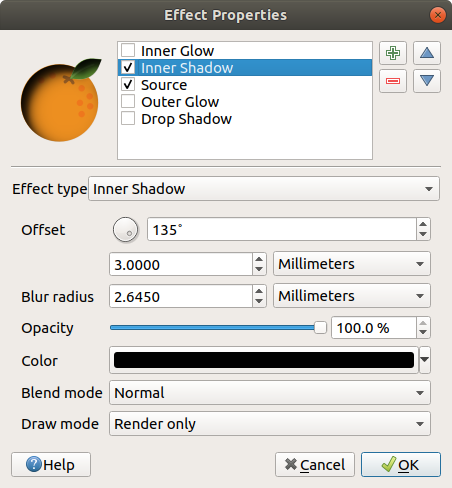 Effect Properties
Inner Glow
Inner Shadow
Source
Outer Glow
Drop Shadow
Effect type Inner Shadow
Offset 135˚
3.0000 Millimeters
Blur radius 2.6450 Millimeters
Opacity 100.0 %
Color
Blend mode Normal
Draw mode Render only
Help Cancel OK